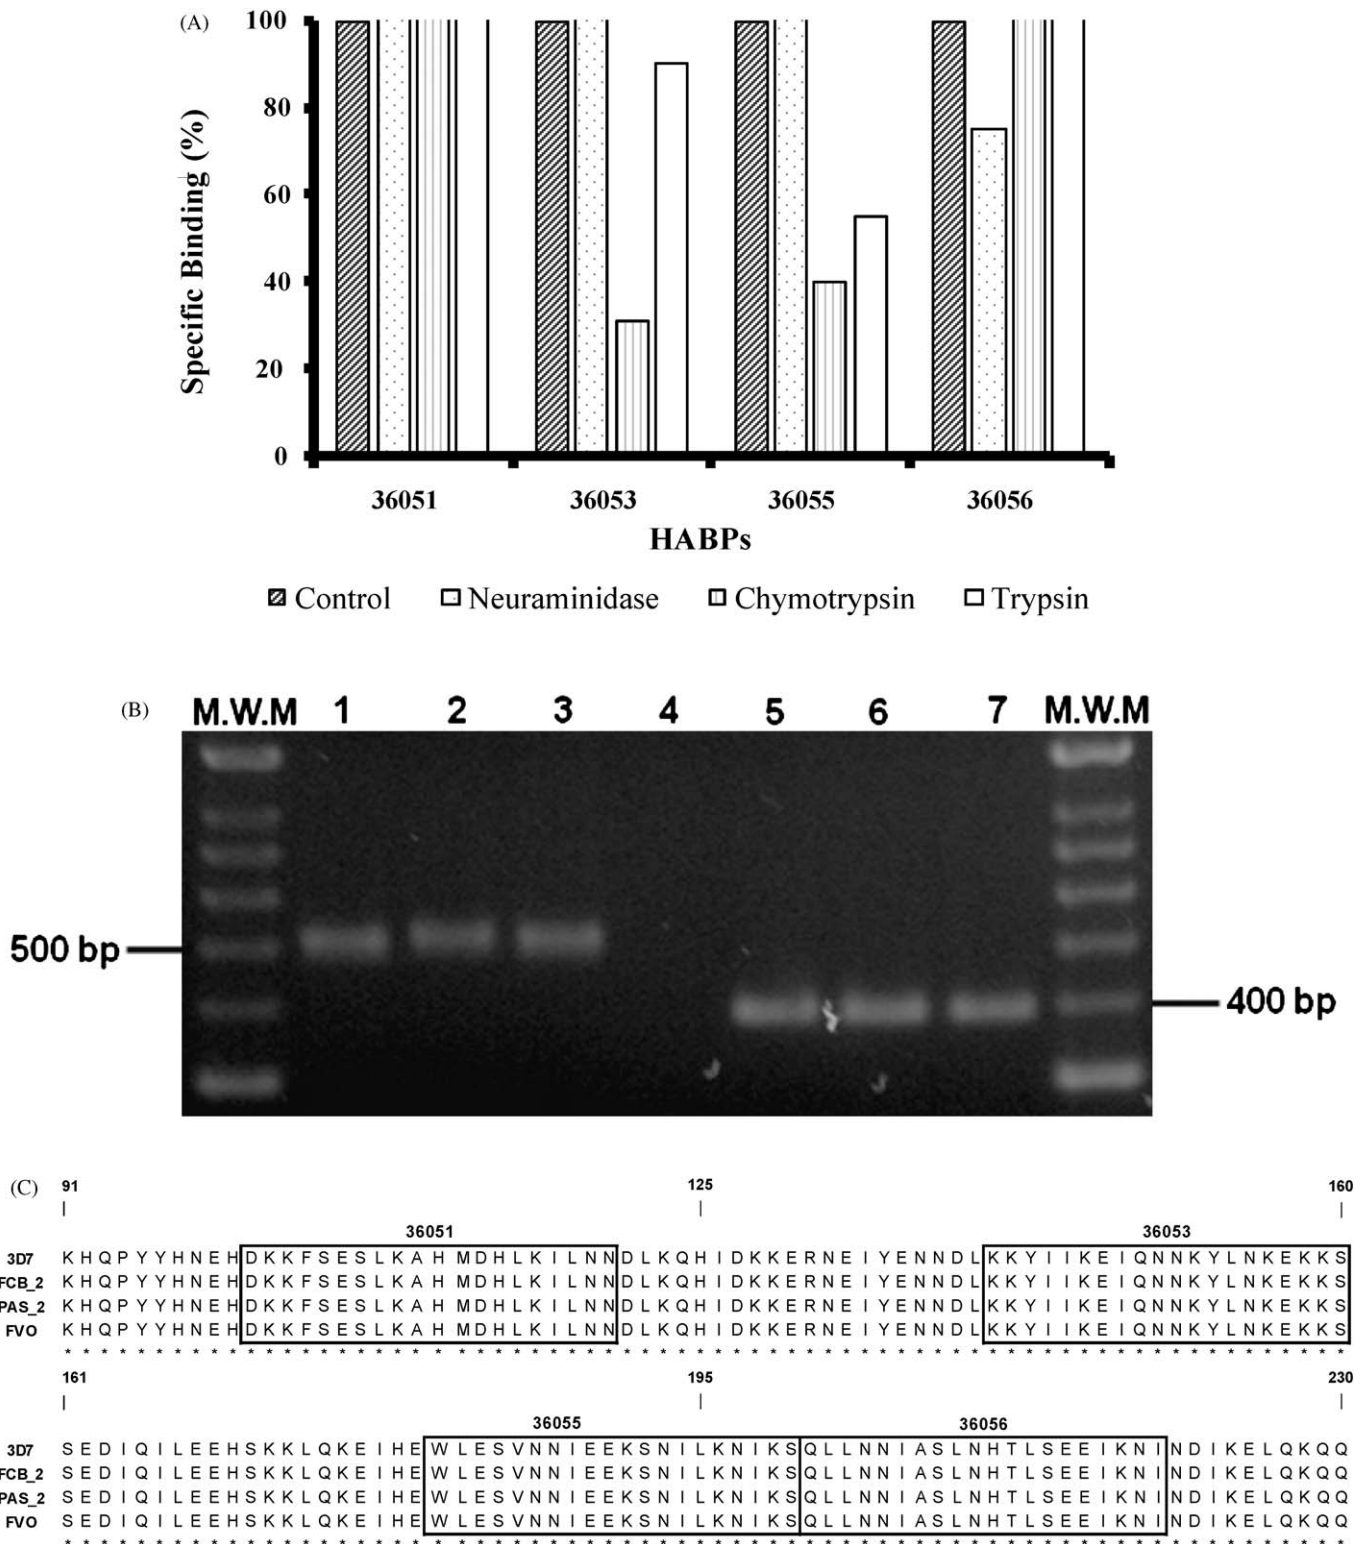 (A)
100
80
60
40
20
0
Specific Binding (%)
36051 36053 36055 36056
HABPs
Control Neuraminidase Chymotrypsin Trypsin
(B)
M.W.M 1 2 3 4 5 6 7 M.W.M
500 bp
400 bp
(C)
91 125 160
36051 36053
3D7 KHQPYYHNEHDKKFSESLKAHMDHLKILNNDLKQHIDKKERNEIYENNDLKKYIIKEIQNNKYLNKEKKS
FCB_2 KHQPYYHNEHDKKFSESLKAHMDHLKILNNDLKQHIDKKERNEIYENNDLKKYIIKEIQNNKYLNKEKKS
PAS_2 KHQPYYHNEHDKKFSESLKAHMDHLKILNNDLKQHIDKKERNEIYENNDLKKYIIKEIQNNKYLNKEKKS
FVO KHQPYYHNEHDKKFSESLKAHMDHLKILNNDLKQHIDKKERNEIYENNDLKKYIIKEIQNNKYLNKEKKS
**********************************************************************
161 195 230
36055 36056
3D7 SEDIQILEEHSKKLQKEIHEWLESVNNIEEKSNILKNIKSQLLNNIASLNHTLSEEIKNINDIKELQKQQ
FCB_2 SEDIQILEEHSKKLQKEIHEWLESVNNIEEKSNILKNIKSQLLNNIASLNHTLSEEIKNINDIKELQKQQ
PAS_2 SEDIQILEEHSKKLQKEIHEWLESVNNIEEKSNILKNIKSQLLNNIASLNHTLSEEIKNINDIKELQKQQ
FVO SEDIQILEEHSKKLQKEIHEWLESVNNIEEKSNILKNIKSQLLNNIASLNHTLSEEIKNINDIKELQKQQ
**********************************************************************